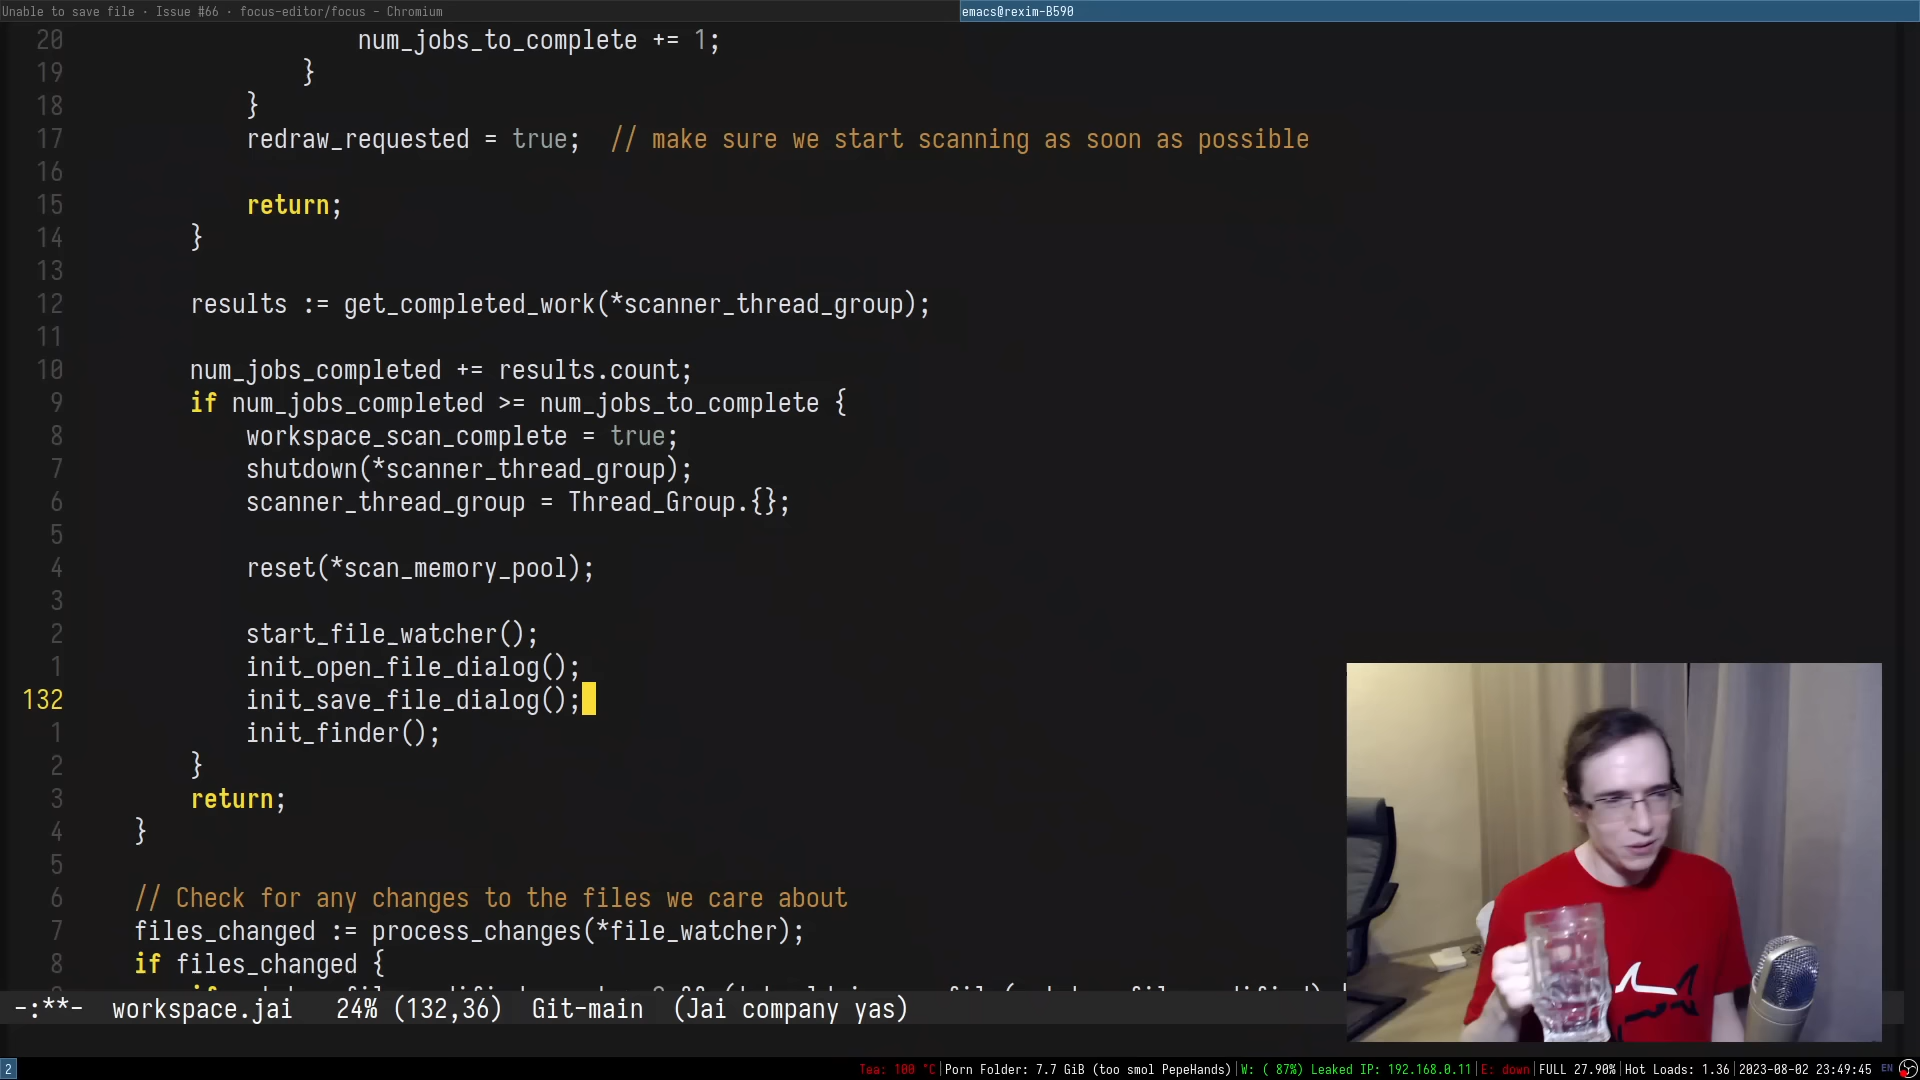 Unable to save file · Issue #66 · focus-editor/focus - Chromium
emacs@rexim-B590
20 num_jobs_to_complete += 1;
19 }
18 }
17 redraw_requested = true;  // make sure we start scanning as soon as possible
16
15 return;
14 }
13
12 results := get_completed_work(*scanner_thread_group);
11
10 num_jobs_completed += results.count;
9 if num_jobs_completed >= num_jobs_to_complete {
8 workspace_scan_complete = true;
7 shutdown(*scanner_thread_group);
6 scanner_thread_group = Thread_Group.{};
5
4 reset(*scan_memory_pool);
3
2 start_file_watcher();
1 init_open_file_dialog();
132 init_save_file_dialog();
1 init_finder();
2 }
3 return;
4 }
5
6 // Check for any changes to the files we care about
7 files_changed := process_changes(*file_watcher);
8 if files_changed {
-:**- workspace.jai 24% (132,36) Git-main (Jai company yas)
2
Tea: 100 °C|Porn Folder: 7.7 GiB (too smol PepeHands)|W: ( 87%) Leaked IP: 192.168.0.11|E: down|FULL 27.90%|Hot Loads: 1.36|2023-08-02 23:49:45 EN